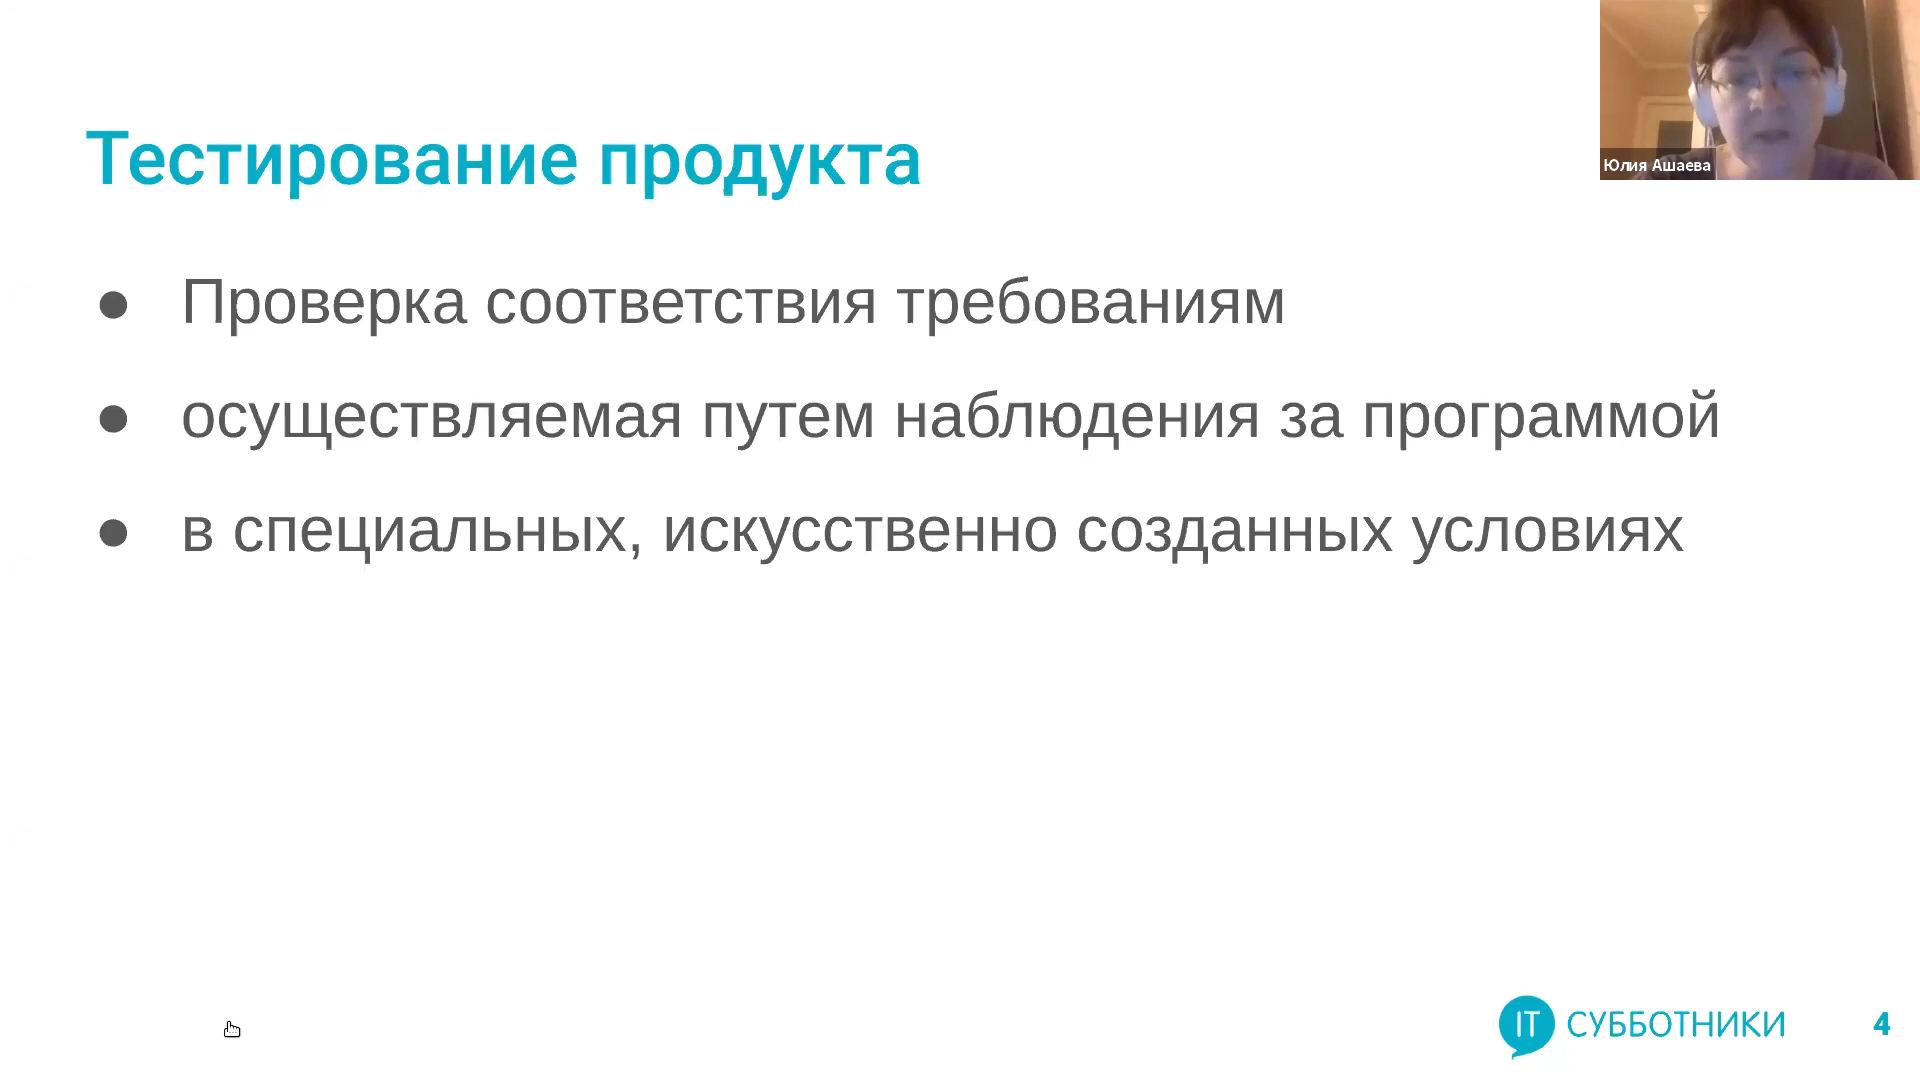 Юлия Ашаева
Тестирование продукта
● Проверка соответствия требованиям
● осуществляемая путем наблюдения за программой
● в специальных, искусственно созданных условиях
IT СУББОТНИКИ
4